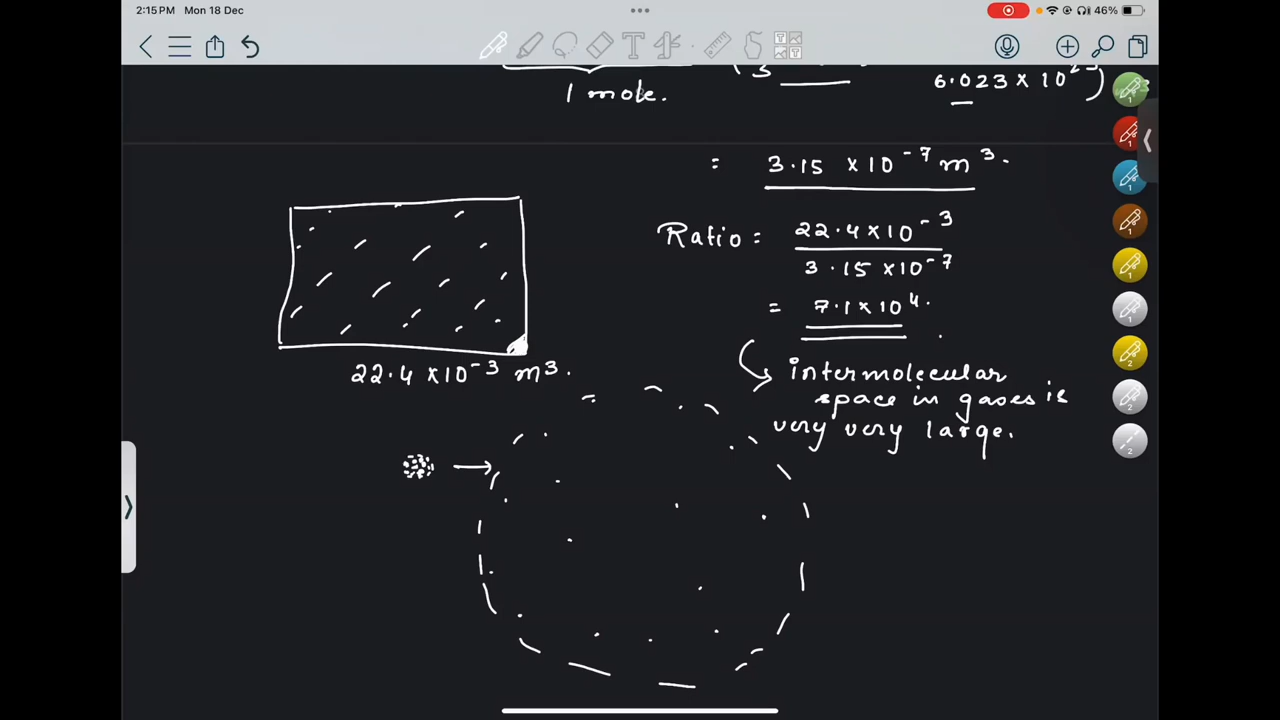 2:15 PM Mon 18 Dec
46%
6.023 × 10
1 mole.
= 3.15 × 10⁻⁷ m³.
Ratio = 22.4 × 10⁻³
3.15 × 10⁻⁷
= 7.1 × 10⁴.
22.4 × 10⁻³ m³.
intermolecular
space in gases is
very very large.